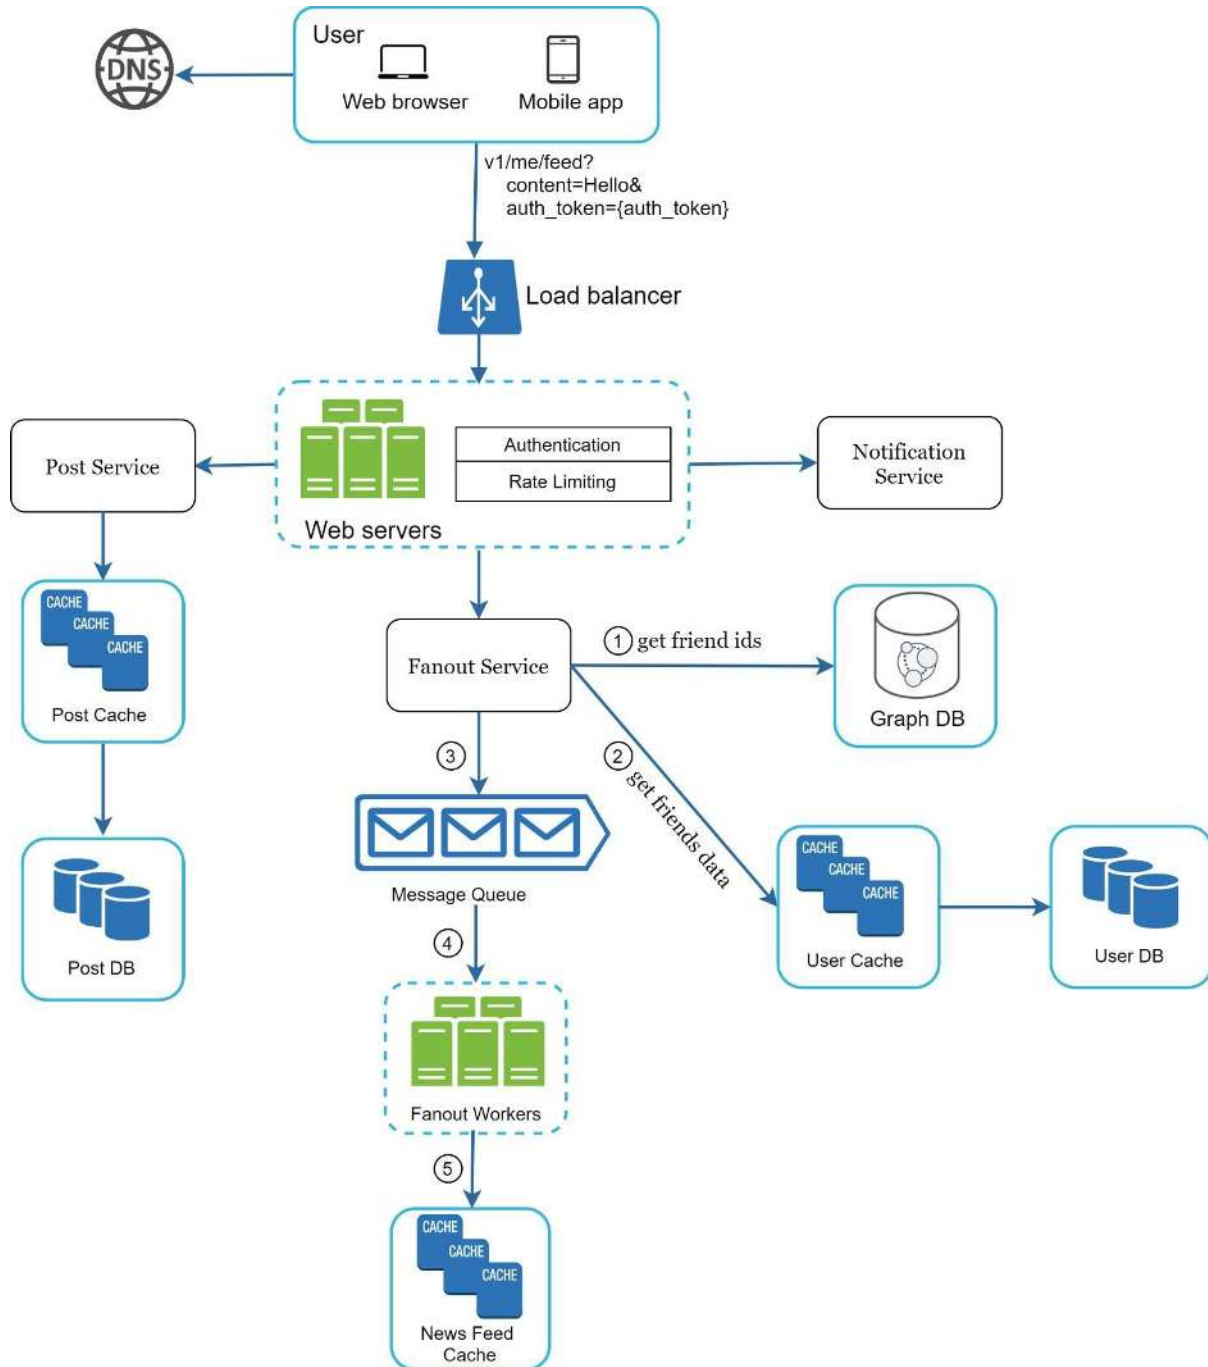 User
DNS
Web browser
Mobile app
v1/me/feed?
content=Hello&
auth_token={auth_token}
Load balancer
Post Service
Authentication
Rate Limiting
Web servers
Notification
Service
CACHE
CACHE
CACHE
Post Cache
Fanout Service
1 get friend ids
Graph DB
2 get friends data
3
Message Queue
Post DB
CACHE
CACHE
CACHE
User Cache
User DB
4
Fanout Workers
5
CACHE
CACHE
CACHE
News Feed
Cache